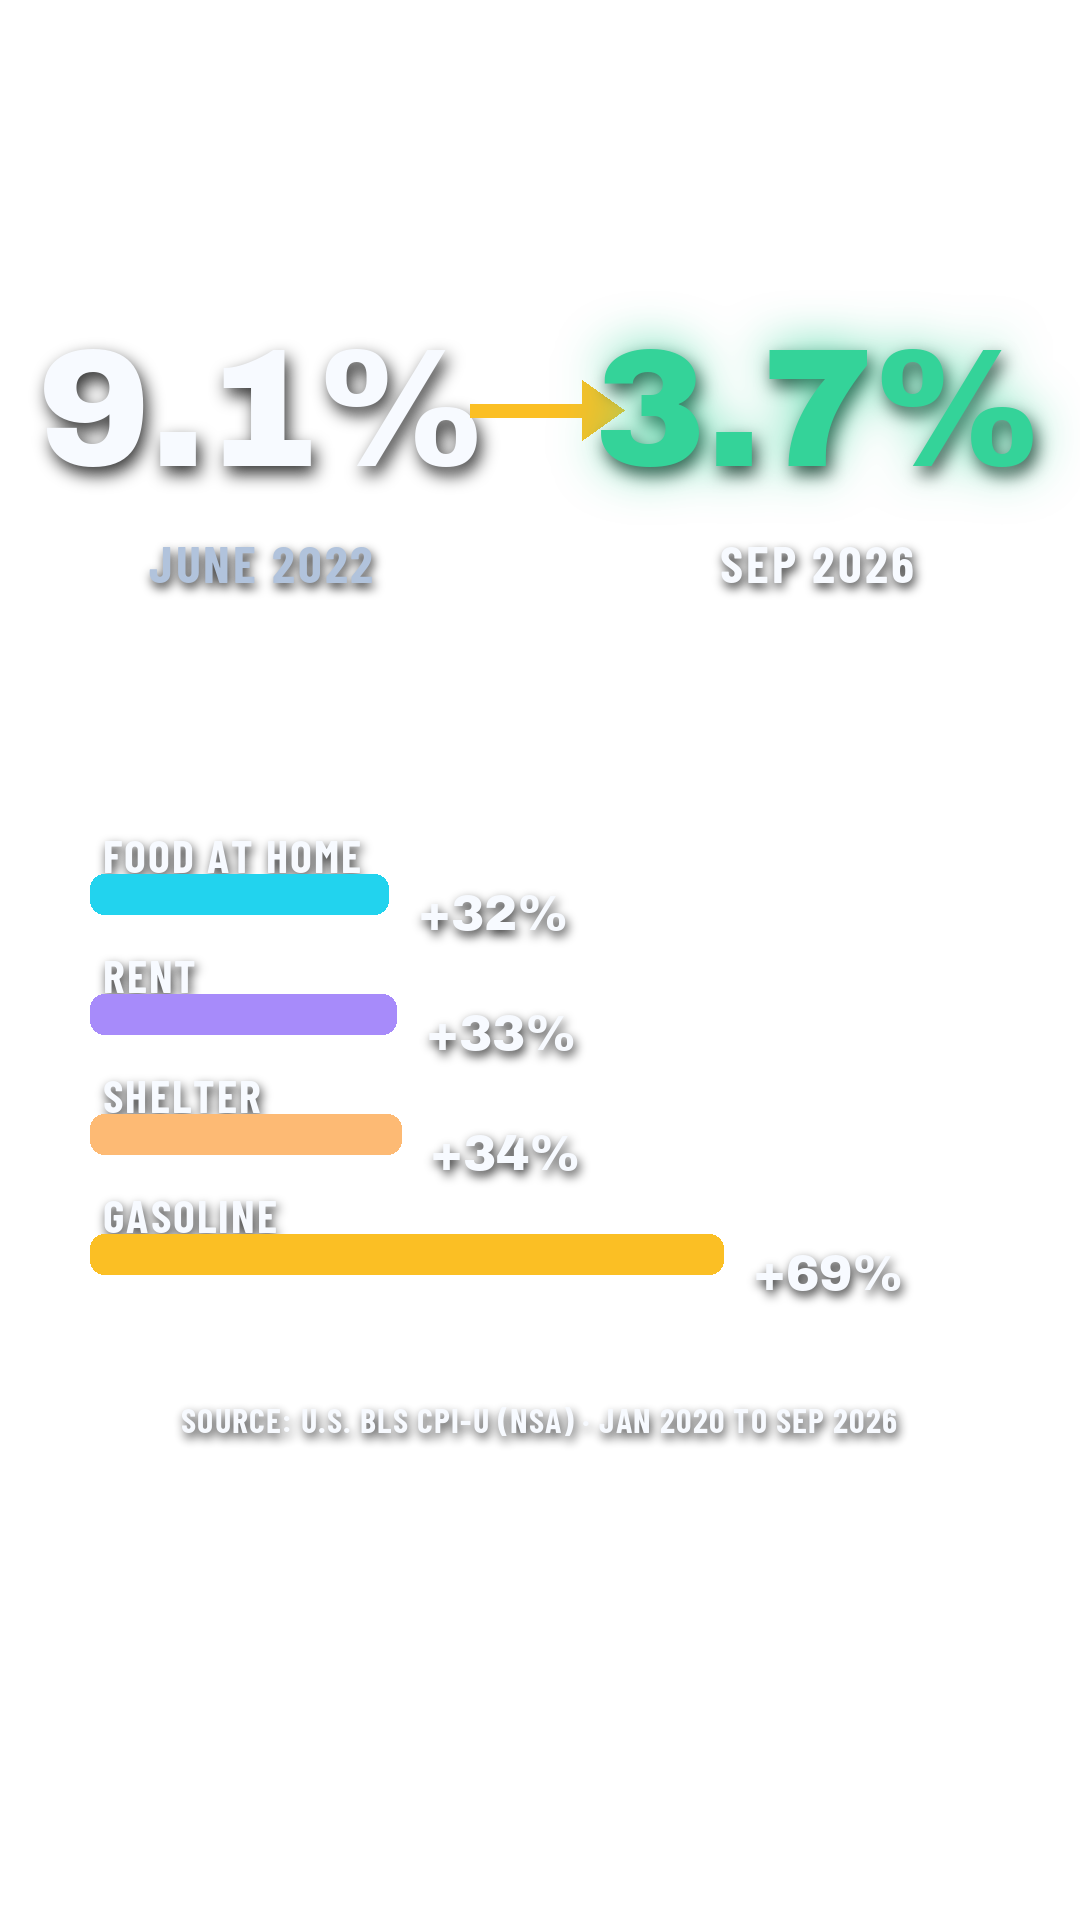 9.1% 3.7%
JUNE 2022 SEP 2026
FOOD AT HOME
+32%
RENT
+33%
SHELTER
+34%
GASOLINE
+69%
SOURCE: U.S. BLS CPI-U (NSA) · JAN 2020 TO SEP 2026